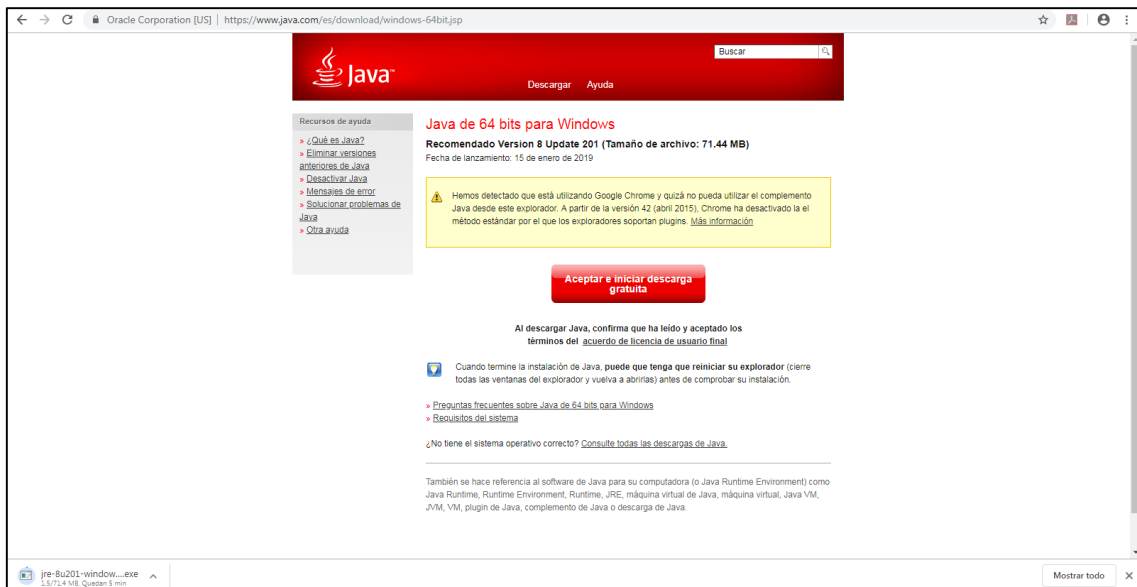 Oracle Corporation [US] | https://www.java.com/es/download/windows-64bit.jsp
Buscar
Java™
Descargar Ayuda
Recursos de ayuda
» ¿Qué es Java?
» Eliminar versiones
anteriores de Java
» Desactivar Java
» Mensajes de error
» Solucionar problemas de
Java
» Otra ayuda
Java de 64 bits para Windows
Recomendado Version 8 Update 201 (Tamaño de archivo: 71.44 MB)
Fecha de lanzamiento: 15 de enero de 2019
Hemos detectado que está utilizando Google Chrome y quizá no pueda utilizar el complemento
Java desde este explorador. A partir de la versión 42 (abril 2015), Chrome ha desactivado la el
método estándar por el que los exploradores soportan plugins. Más información
Aceptar e iniciar descarga
gratuita
Al descargar Java, confirma que ha leído y aceptado los
términos del acuerdo de licencia de usuario final
Cuando termine la instalación de Java, puede que tenga que reiniciar su explorador (cierre
todas las ventanas del explorador y vuelva a abrirlas) antes de comprobar su instalación.
» Preguntas frecuentes sobre Java de 64 bits para Windows
» Requisitos del sistema
¿No tiene el sistema operativo correcto? Consulte todas las descargas de Java.
También se hace referencia al software de Java para su computadora (o Java Runtime Environment) como
Java Runtime, Runtime Environment, Runtime, JRE, máquina virtual de Java, máquina virtual, Java VM,
JVM, VM, plugin de Java, complemento de Java o descarga de Java.
jre-8u201-window....exe
1,5/71,4 MB, Quedan 5 min
Mostrar todo